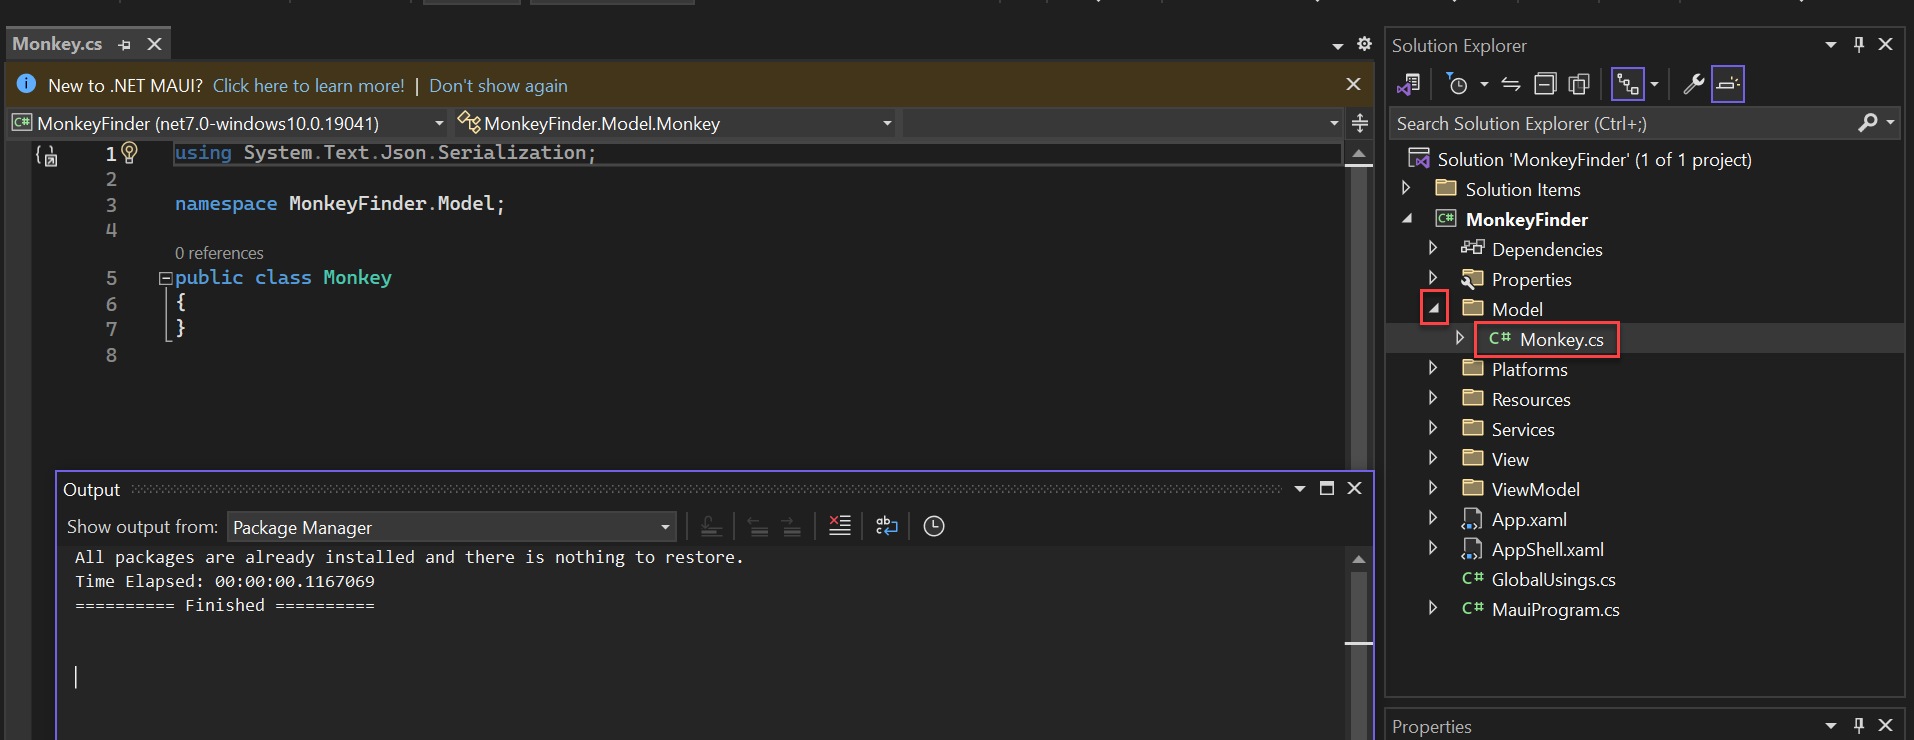 Monkey.cs
New to .NET MAUI? Click here to learn more! | Don't show again
MonkeyFinder (net7.0-windows10.0.19041)
MonkeyFinder.Model.Monkey
1 using System.Text.Json.Serialization;
2
3 namespace MonkeyFinder.Model;
4
0 references
5 public class Monkey
6 {
7 }
8
Output
Show output from: Package Manager
All packages are already installed and there is nothing to restore.
Time Elapsed: 00:00:00.1167069
========== Finished ==========
Solution Explorer
Search Solution Explorer (Ctrl+;)
Solution 'MonkeyFinder' (1 of 1 project)
Solution Items
C# MonkeyFinder
Dependencies
Properties
Model
C# Monkey.cs
Platforms
Resources
Services
View
ViewModel
App.xaml
AppShell.xaml
C# GlobalUsings.cs
C# MauiProgram.cs
Properties